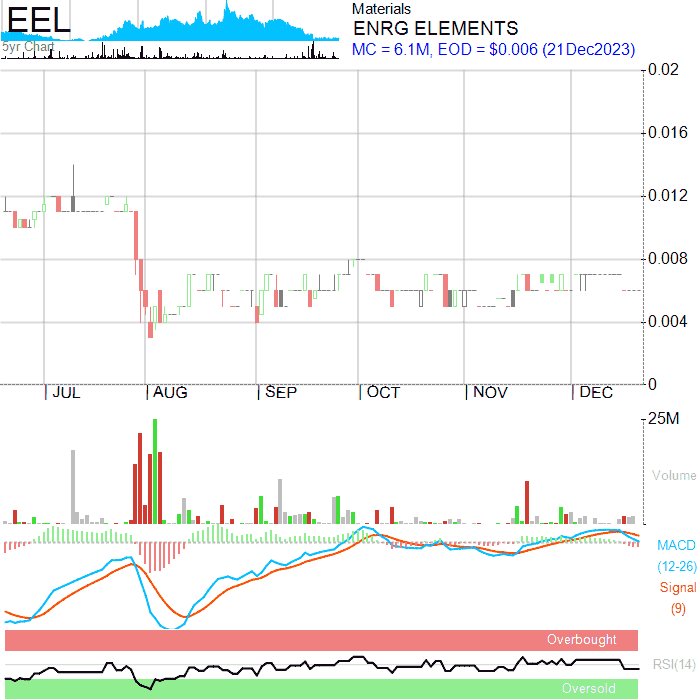 EEL
5yr Chart
Materials
ENRG ELEMENTS
MC = 6.1M, EOD = $0.006 (21Dec2023)
0.02
0.016
0.012
0.008
0.004
0
JUL AUG SEP OCT NOV DEC
25M
Volume
MACD
(12-26)
Signal
(9)
Overbought
RSI(14)
Oversold